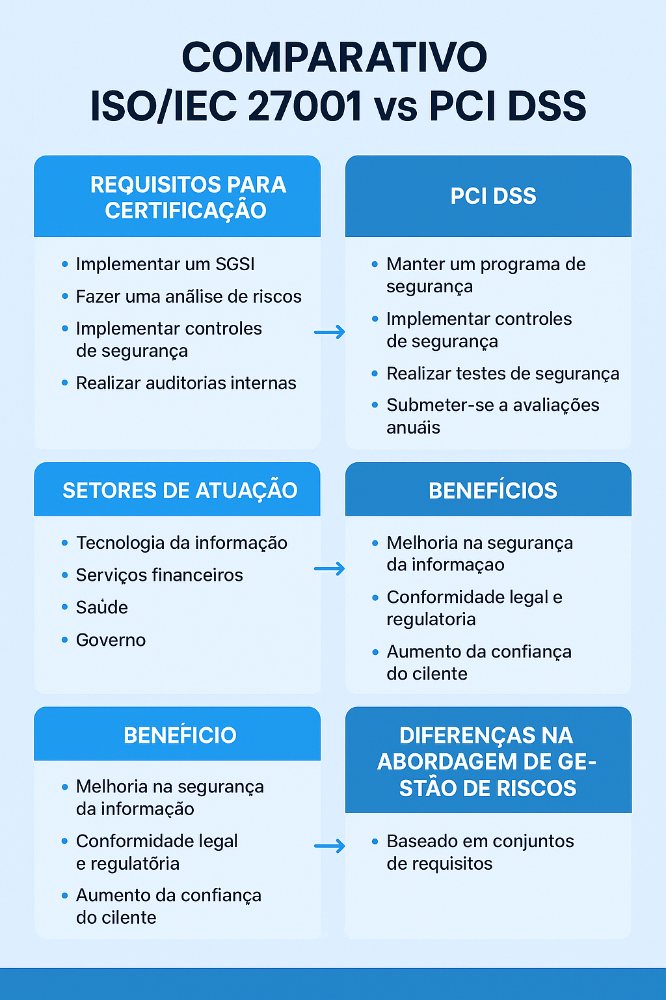 COMPARATIVO
ISO/IEC 27001 vs PCI DSS
REQUISITOS PARA
CERTIFICAÇÃO
• Implementar um SGSI
• Fazer uma anãlise de riscos
• Implementar controles
de segurança
• Realizar auditorias internas
PCI DSS
• Manter um programa de
segurança
• Implementar controles
de segurança
• Realizar testes de segurança
• Submeter-se a avaliações
anuáis
SETORES DE ATUAÇÃO
• Tecnologia da informação
• Serviços financeiros
• Saúde
• Governo
BENEFÍCIOS
• Melhoria na segurança
da informaçao
• Conformidade legal e
regulatoria
• Aumento da confiança
do cilente
BENEFÍCIO
• Melhoria na segurança
da informação
• Conformidade legal
e regulatõria
• Aumento da confiança
do cilente
DIFERENÇAS NA
ABORDAGEM DE GE-
STÃO DE RISCOS
• Baseado em conjuntos
de requisitos